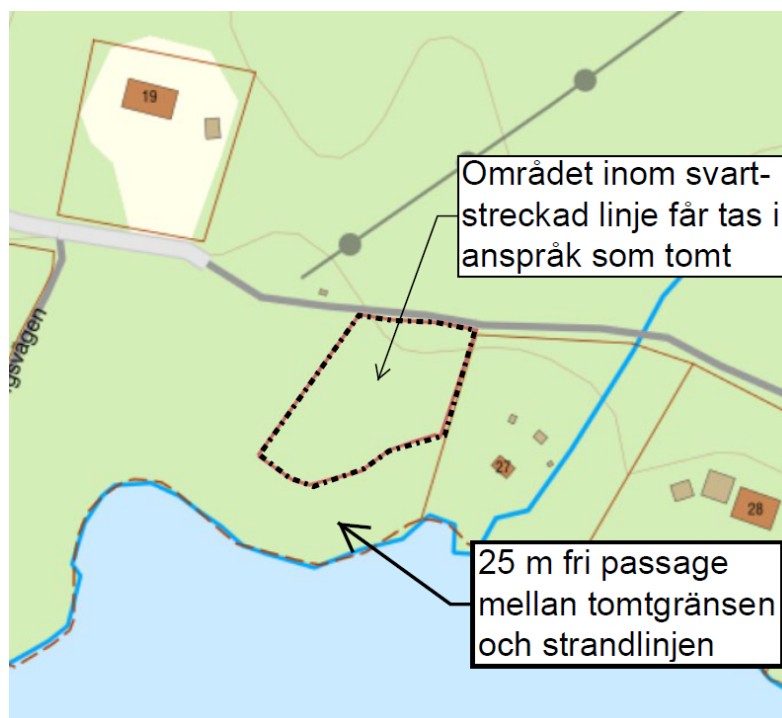 19
Området inom svart-
streckad linje får tas i
anspråk som tomt
gsvägen
27
28
25 m fri passage
mellan tomtgränsen
och strandlinjen